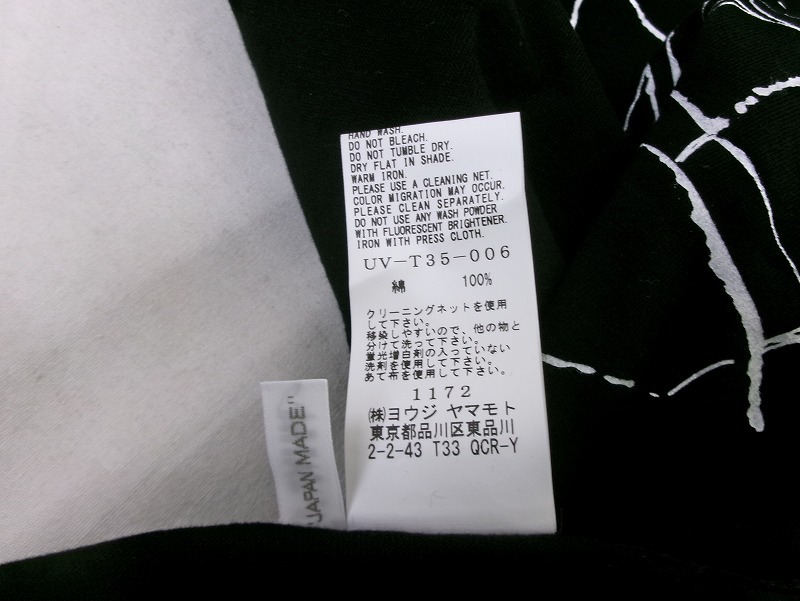 HAND WASH.
DO NOT BLEACH.
DO NOT TUMBLE DRY.
DRY FLAT IN SHADE.
WARM IRON.
PLEASE USE A CLEANING NET.
COLOR MIGRATION MAY OCCUR.
PLEASE CLEAN SEPARATELY.
DO NOT USE ANY WASH POWDER
WITH FLUORESCENT BRIGHTENER.
IRON WITH PRESS CLOTH.
UV-T35-006
綿 100%
クリーニングネットを使用
して下さい。
移染しやすいので、他の物と
分けて洗って下さい。
蛍光増白剤の入っていない
洗剤を使用して下さい。
あて布を使用して下さい。
1172
㈱ヨウジ ヤマモト
東京都品川区東品川
2-2-43 T33 QCR-Y
"JAPAN MADE"